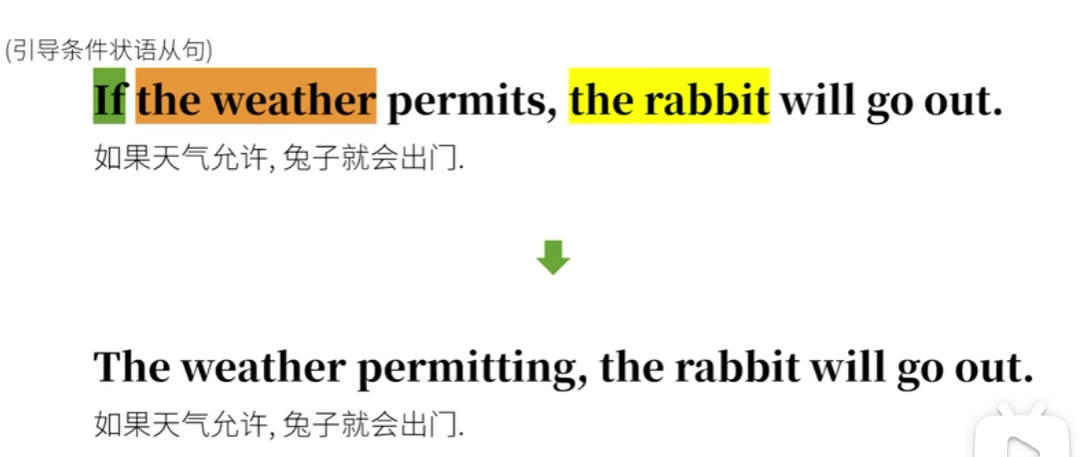 (引导条件状语从句)
If the weather permits, the rabbit will go out.
如果天气允许, 兔子就会出门.
The weather permitting, the rabbit will go out.
如果天气允许, 兔子就会出门.